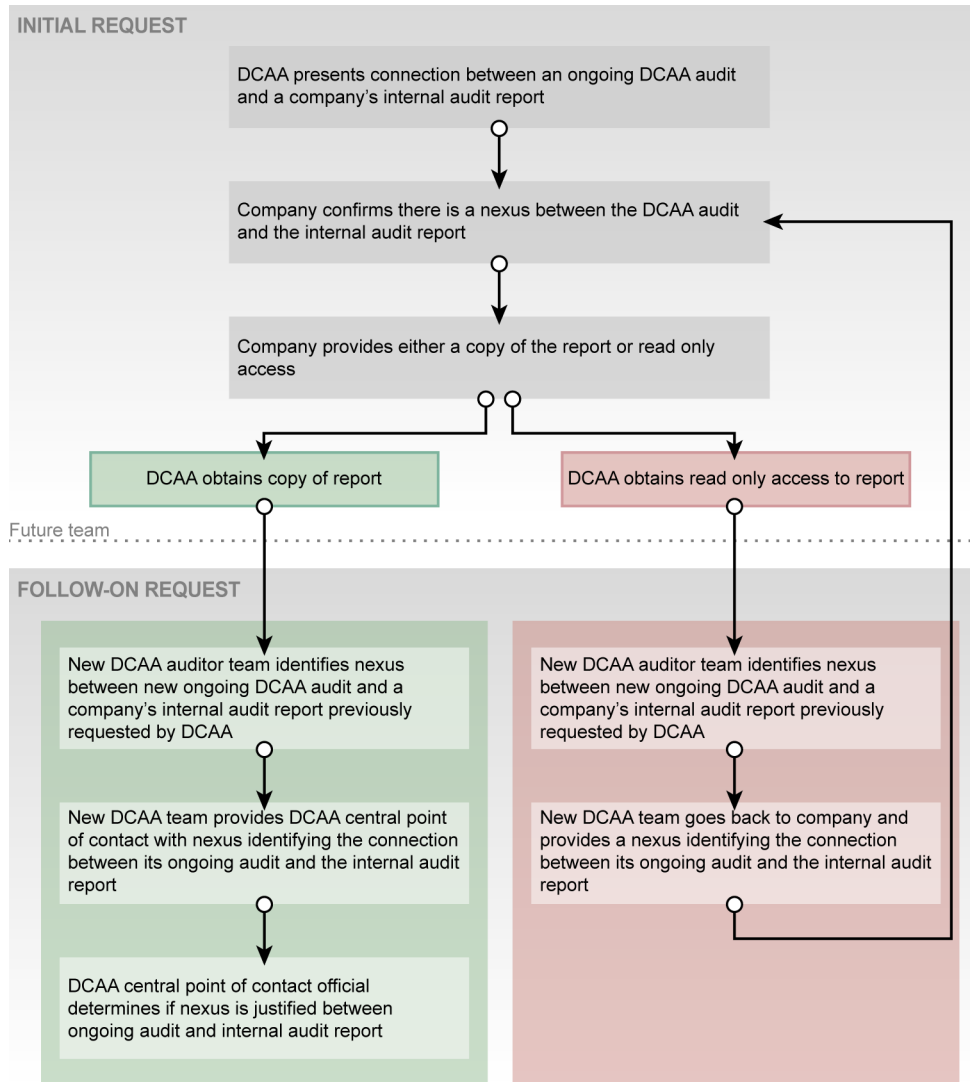 INITIAL REQUEST
DCAA presents connection between an ongoing DCAA audit
and a company's internal audit report
Company confirms there is a nexus between the DCAA audit
and the internal audit report
Company provides either a copy of the report or read only
access
DCAA obtains copy of report
DCAA obtains read only access to report
Future team
FOLLOW-ON REQUEST
New DCAA auditor team identifies nexus
between new ongoing DCAA audit and a
company's internal audit report previously
requested by DCAA
New DCAA team provides DCAA central point
of contact with nexus identifying the connection
between its ongoing audit and the internal audit
report
DCAA central point of contact official
determines if nexus is justified between
ongoing audit and internal audit report
New DCAA auditor team identifies nexus
between new ongoing DCAA audit and a
company's internal audit report previously
requested by DCAA
New DCAA team goes back to company and
provides a nexus identifying the connection
between its ongoing audit and the internal audit
report